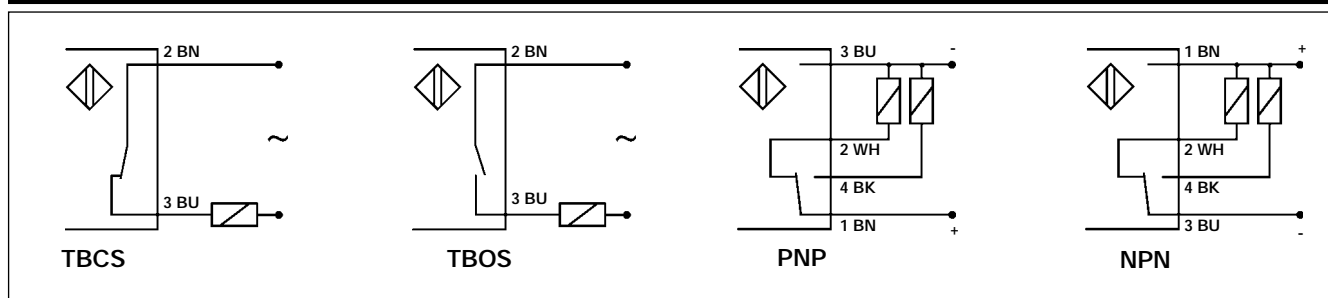 2 BN
~
3 BU
TBCS
2 BN
~
3 BU
TBOS
3 BU -
2 WH
4 BK
1 BN +
PNP
1 BN +
2 WH
4 BK
3 BU -
NPN